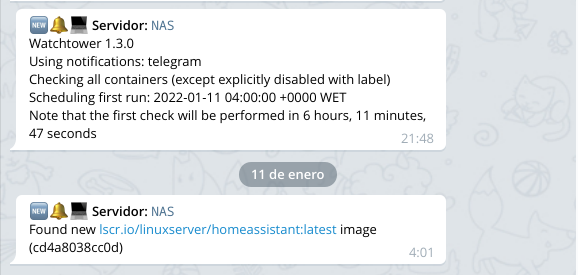 NEW Servidor: NAS
Watchtower 1.3.0
Using notifications: telegram
Checking all containers (except explicitly disabled with label)
Scheduling first run: 2022-01-11 04:00:00 +0000 WET
Note that the first check will be performed in 6 hours, 11 minutes,
47 seconds
21:48
11 de enero
NEW Servidor: NAS
Found new lscr.io/linuxserver/homeassistant:latest image
(cd4a8038cc0d)
4:01